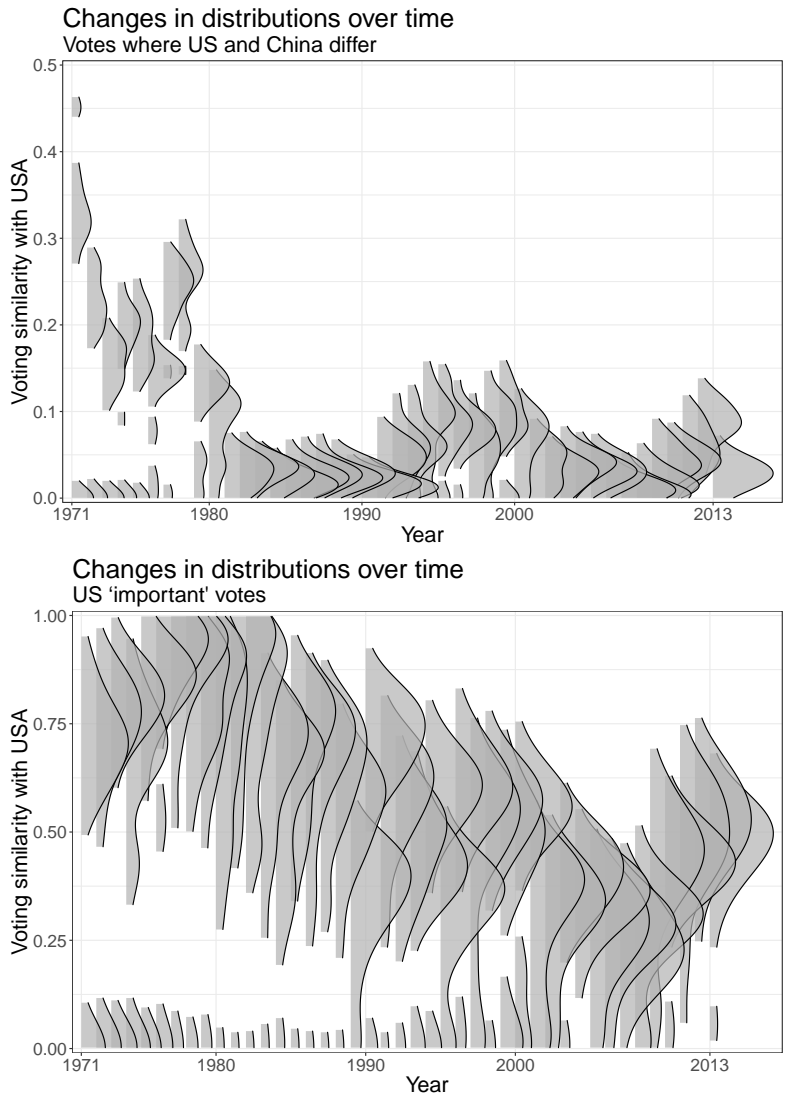 Changes in distributions over time
Votes where US and China differ
Voting similarity with USA
0.5
0.4
0.3
0.2
0.1
0.0
1971 1980 1990 2000 2013
Year
Changes in distributions over time
US ‘important' votes
Voting similarity with USA
1.00
0.75
0.50
0.25
0.00
1971 1980 1990 2000 2013
Year